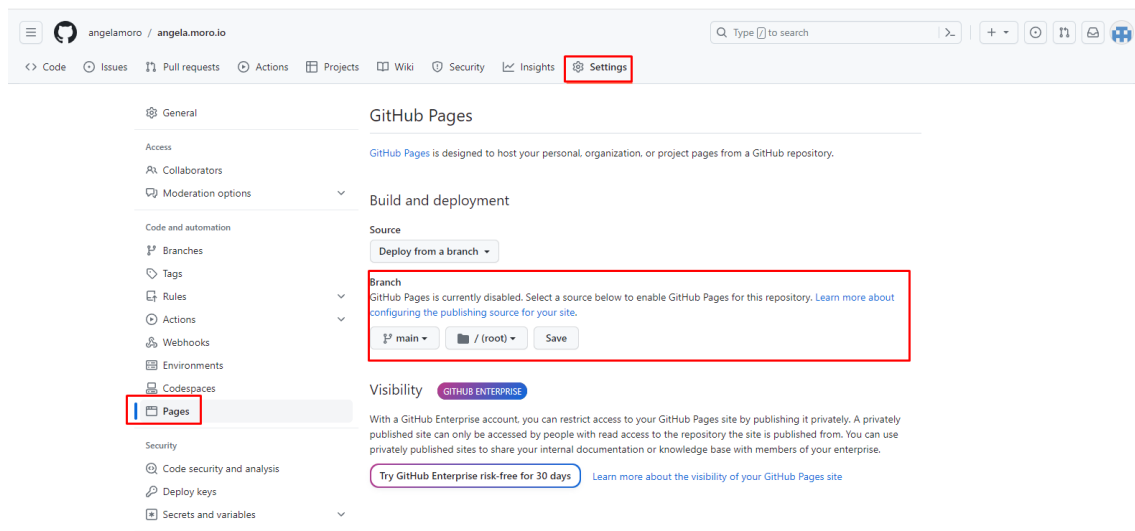 angelamoro / angela.moro.io
Type / to search
Code Issues Pull requests Actions Projects Wiki Security Insights Settings
General
Access
Collaborators
Moderation options
Code and automation
Branches
Tags
Rules
Actions
Webhooks
Environments
Codespaces
Pages
Security
Code security and analysis
Deploy keys
Secrets and variables
GitHub Pages
GitHub Pages is designed to host your personal, organization, or project pages from a GitHub repository.
Build and deployment
Source
Deploy from a branch
Branch
GitHub Pages is currently disabled. Select a source below to enable GitHub Pages for this repository. Learn more about
configuring the publishing source for your site.
main / (root) Save
Visibility GITHUB ENTERPRISE
With a GitHub Enterprise account, you can restrict access to your GitHub Pages site by publishing it privately. A privately
published site can only be accessed by people with read access to the repository the site is published from. You can use
privately published sites to share your internal documentation or knowledge base with members of your enterprise.
Try GitHub Enterprise risk-free for 30 days Learn more about the visibility of your GitHub Pages site